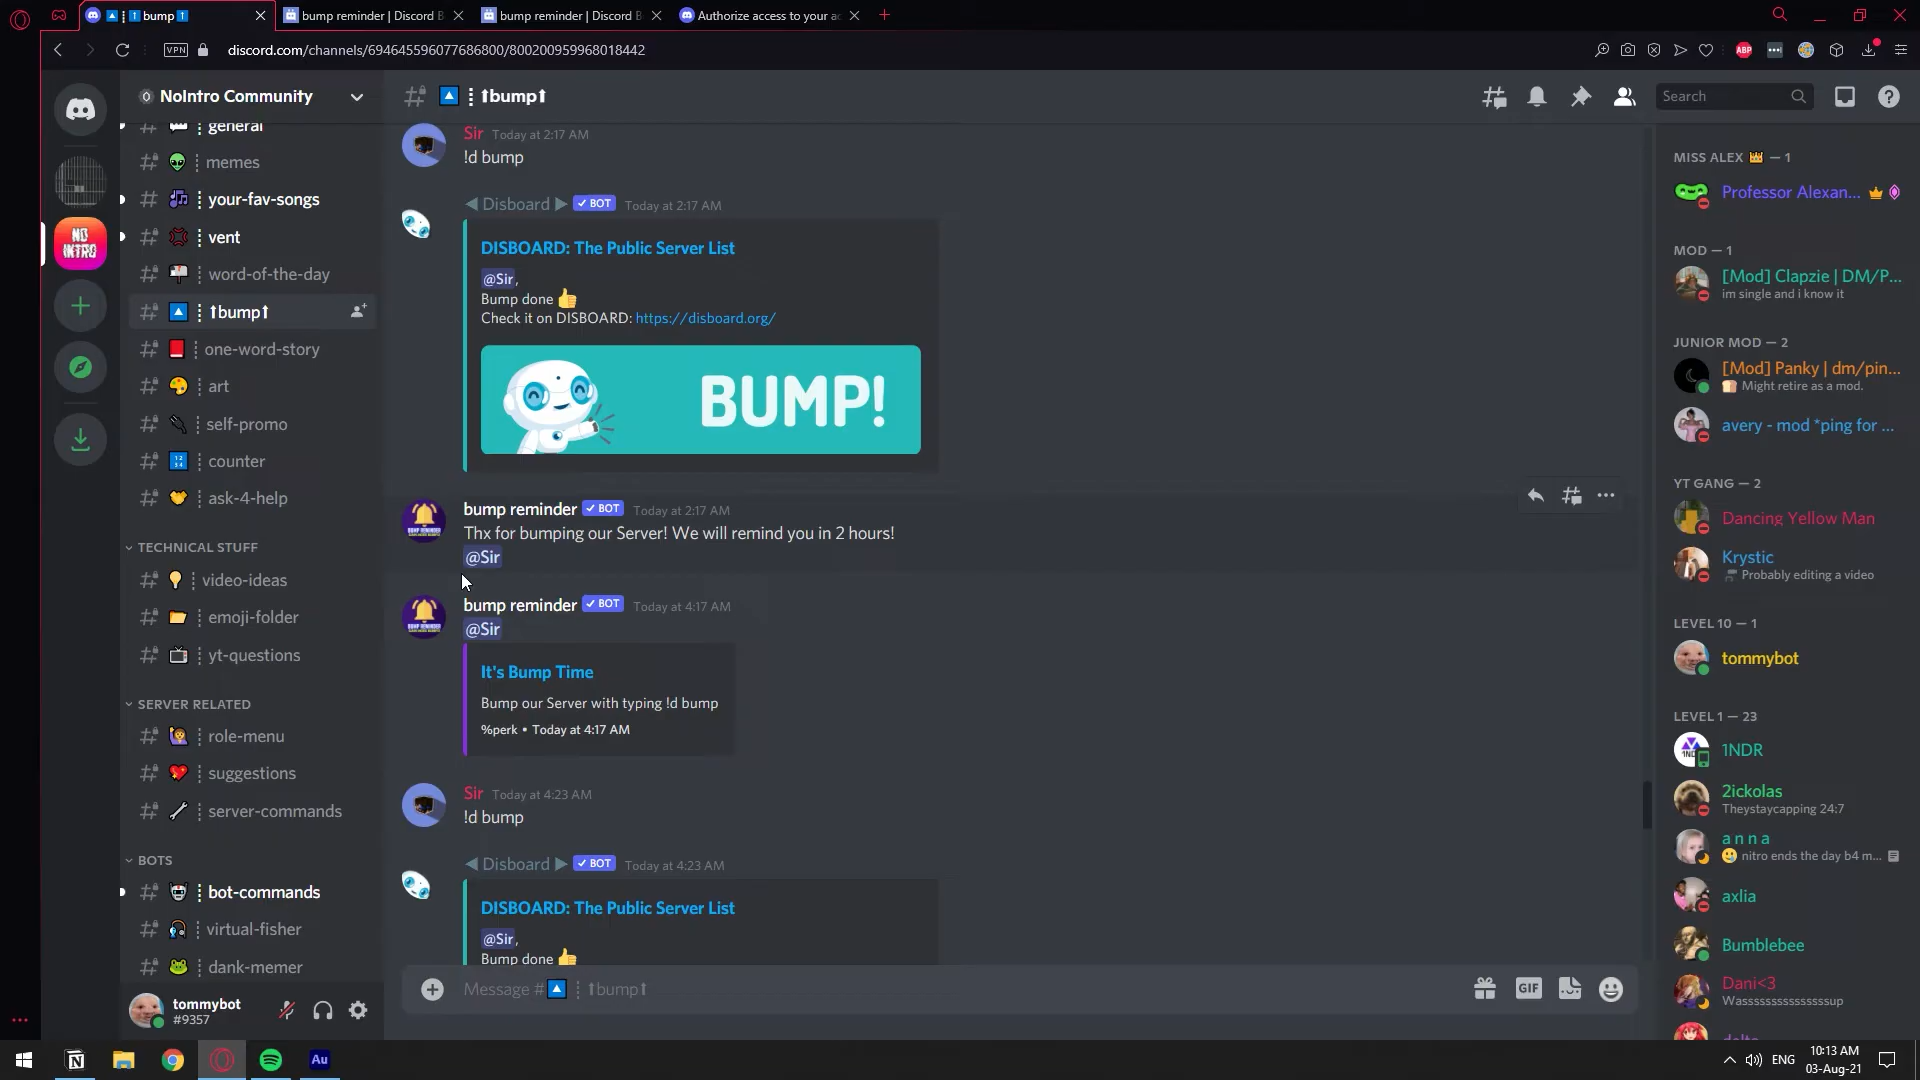 1 bump
bump reminder | Discord B
bump reminder | Discord B
Authorize access to your ac
VPN
discord.com/channels/694645596077686800/800200959968018442
ABP
NoIntro Community
!bump!
Search
general
memes
your-fav-songs
vent
word-of-the-day
!bump!
one-word-story
art
self-promo
counter
ask-4-help
TECHNICAL STUFF
video-ideas
emoji-folder
yt-questions
SERVER RELATED
role-menu
suggestions
server-commands
BOTS
bot-commands
virtual-fisher
dank-memer
NO
INTRO
tommybot
#9357
Sir Today at 2:17 AM
!d bump
◀ Disboard ▶ ✓ BOT Today at 2:17 AM
DISBOARD: The Public Server List
@Sir,
Bump done 👍
Check it on DISBOARD: https://disboard.org/
BUMP!
bump reminder ✓ BOT Today at 2:17 AM
Thx for bumping our Server! We will remind you in 2 hours!
@Sir
bump reminder ✓ BOT Today at 4:17 AM
@Sir
It's Bump Time
Bump our Server with typing !d bump
%perk • Today at 4:17 AM
Sir Today at 4:23 AM
!d bump
◀ Disboard ▶ ✓ BOT Today at 4:23 AM
DISBOARD: The Public Server List
@Sir,
Bump done 👍
Message # !bump!
GIF
MISS ALEX 👑 — 1
Professor Alexan...
MOD — 1
[Mod] Clapzie | DM/P...
im single and i know it
JUNIOR MOD — 2
[Mod] Panky | dm/pin...
🍞 Might retire as a mod.
avery - mod *ping for ...
YT GANG — 2
Dancing Yellow Man
Krystic
Probably editing a video
LEVEL 10 — 1
tommybot
LEVEL 1 — 23
1NDR
2ickolas
Theystaycapping 24:7
a n n a
🥲 nitro ends the day b4 m...
axlia
Bumblebee
Dani<3
Wasssssssssssssssup
Au
ENG
10:13 AM
03-Aug-21